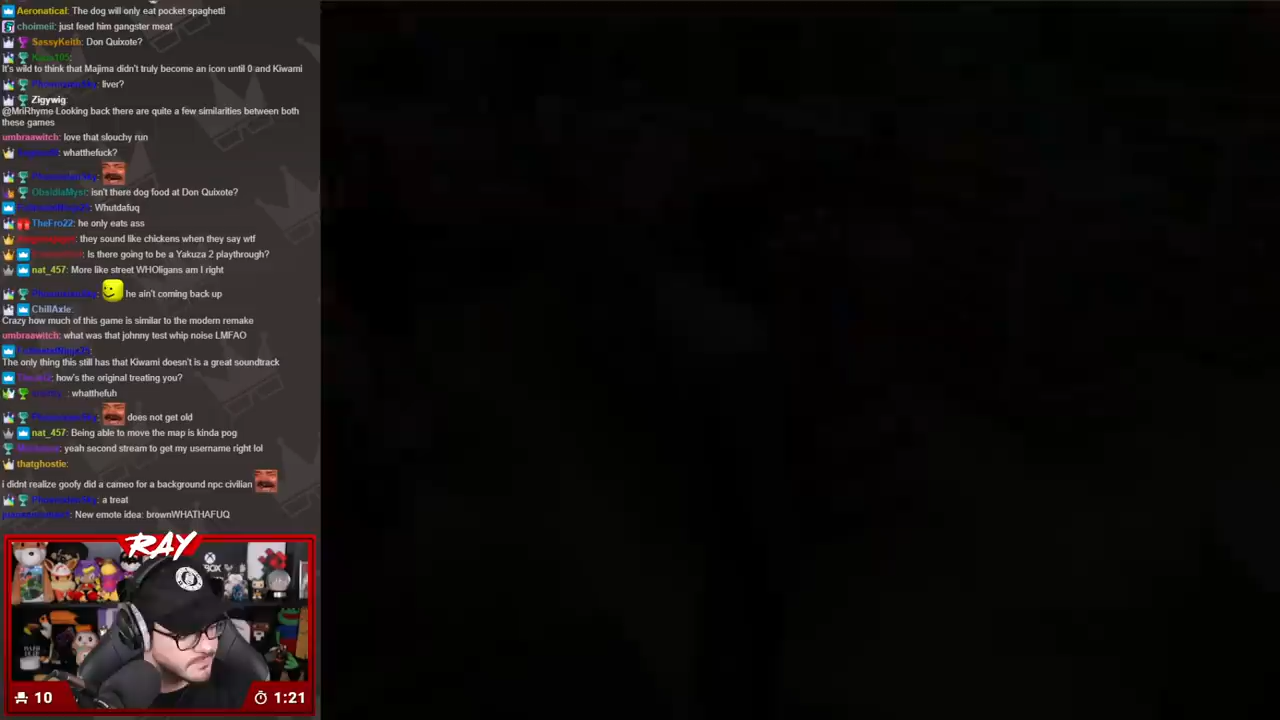 Aeronatical: The dog will only eat pocket spaghetti
choimeii: just feed him gangster meat
SassyKeith: Don Quixote?
It's wild to think that Majima didn't truly become an icon until 0 and Kiwami
liver?
Zigywig:
@MriRhyme Looking back there are quite a few similarities between both
these games
umbraawitch: love that slouchy run
whatthefuck?
ObsidiaMyst: isn't there dog food at Don Quixote?
Whutdafuq
TheFro22: he only eats ass
they sound like chickens when they say wtf
Is there going to be a Yakuza 2 playthrough?
nat_457: More like street WHOligans am I right
he ain't coming back up
ChillAxle:
Crazy how much of this game is similar to the modern remake
umbraawitch: what was that johnny test whip noise LMFAO
The only thing this still has that Kiwami doesn't is a great soundtrack
how's the original treating you?
whatthefuh
does not get old
nat_457: Being able to move the map is kinda pog
yeah second stream to get my username right lol
thatghostie:
i didnt realize goofy did a cameo for a background npc civilian
a treat
New emote idea: brownWHATHAFUQ
RAY
XBOX
10
1:21